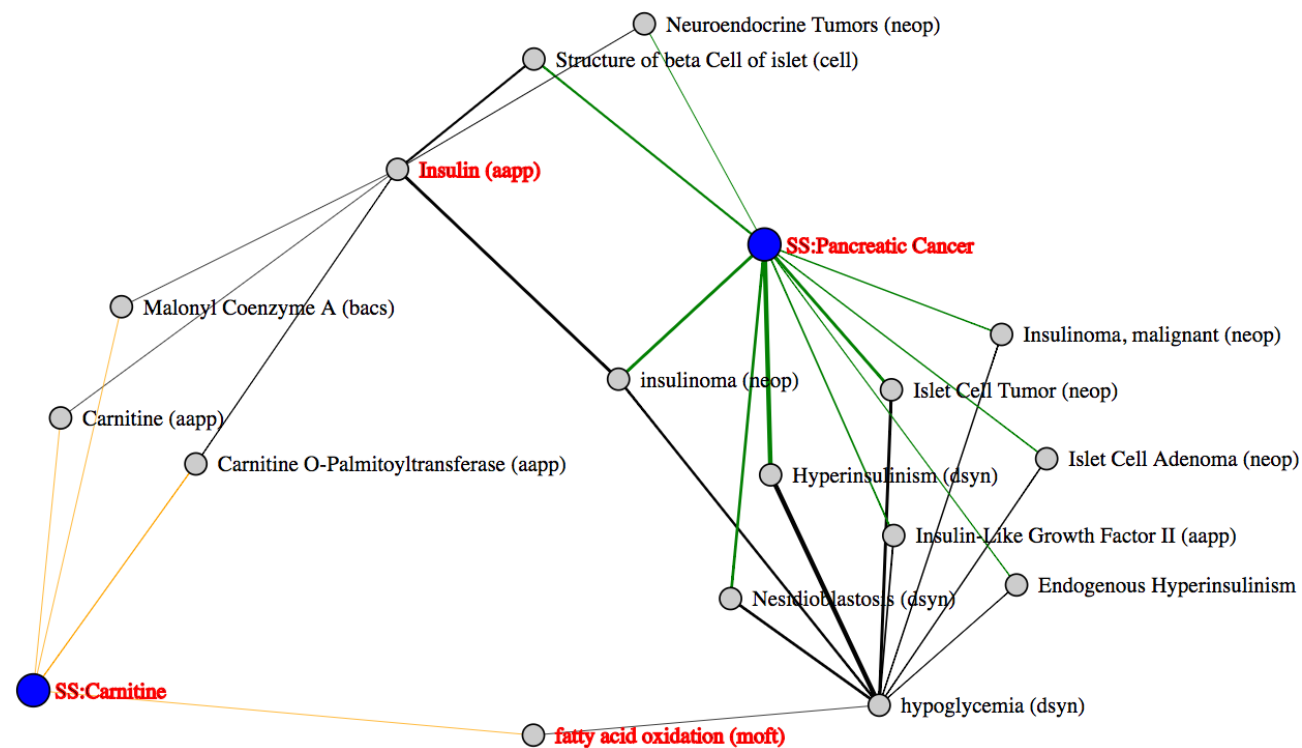 Neuroendocrine Tumors (neop)
Structure of beta Cell of islet (cell)
Insulin (aapp)
SS:Pancreatic Cancer
Malonyl Coenzyme A (bacs)
Insulinoma, malignant (neop)
insulinoma (neop)
Islet Cell Tumor (neop)
Carnitine (aapp)
Carnitine O-Palmitoyltransferase (aapp)
Islet Cell Adenoma (neop)
Hyperinsulinism (dsyn)
Insulin-Like Growth Factor II (aapp)
Endogenous Hyperinsulinism
Nesidioblastosis (dsyn)
SS:Carnitine
hypoglycemia (dsyn)
fatty acid oxidation (moft)